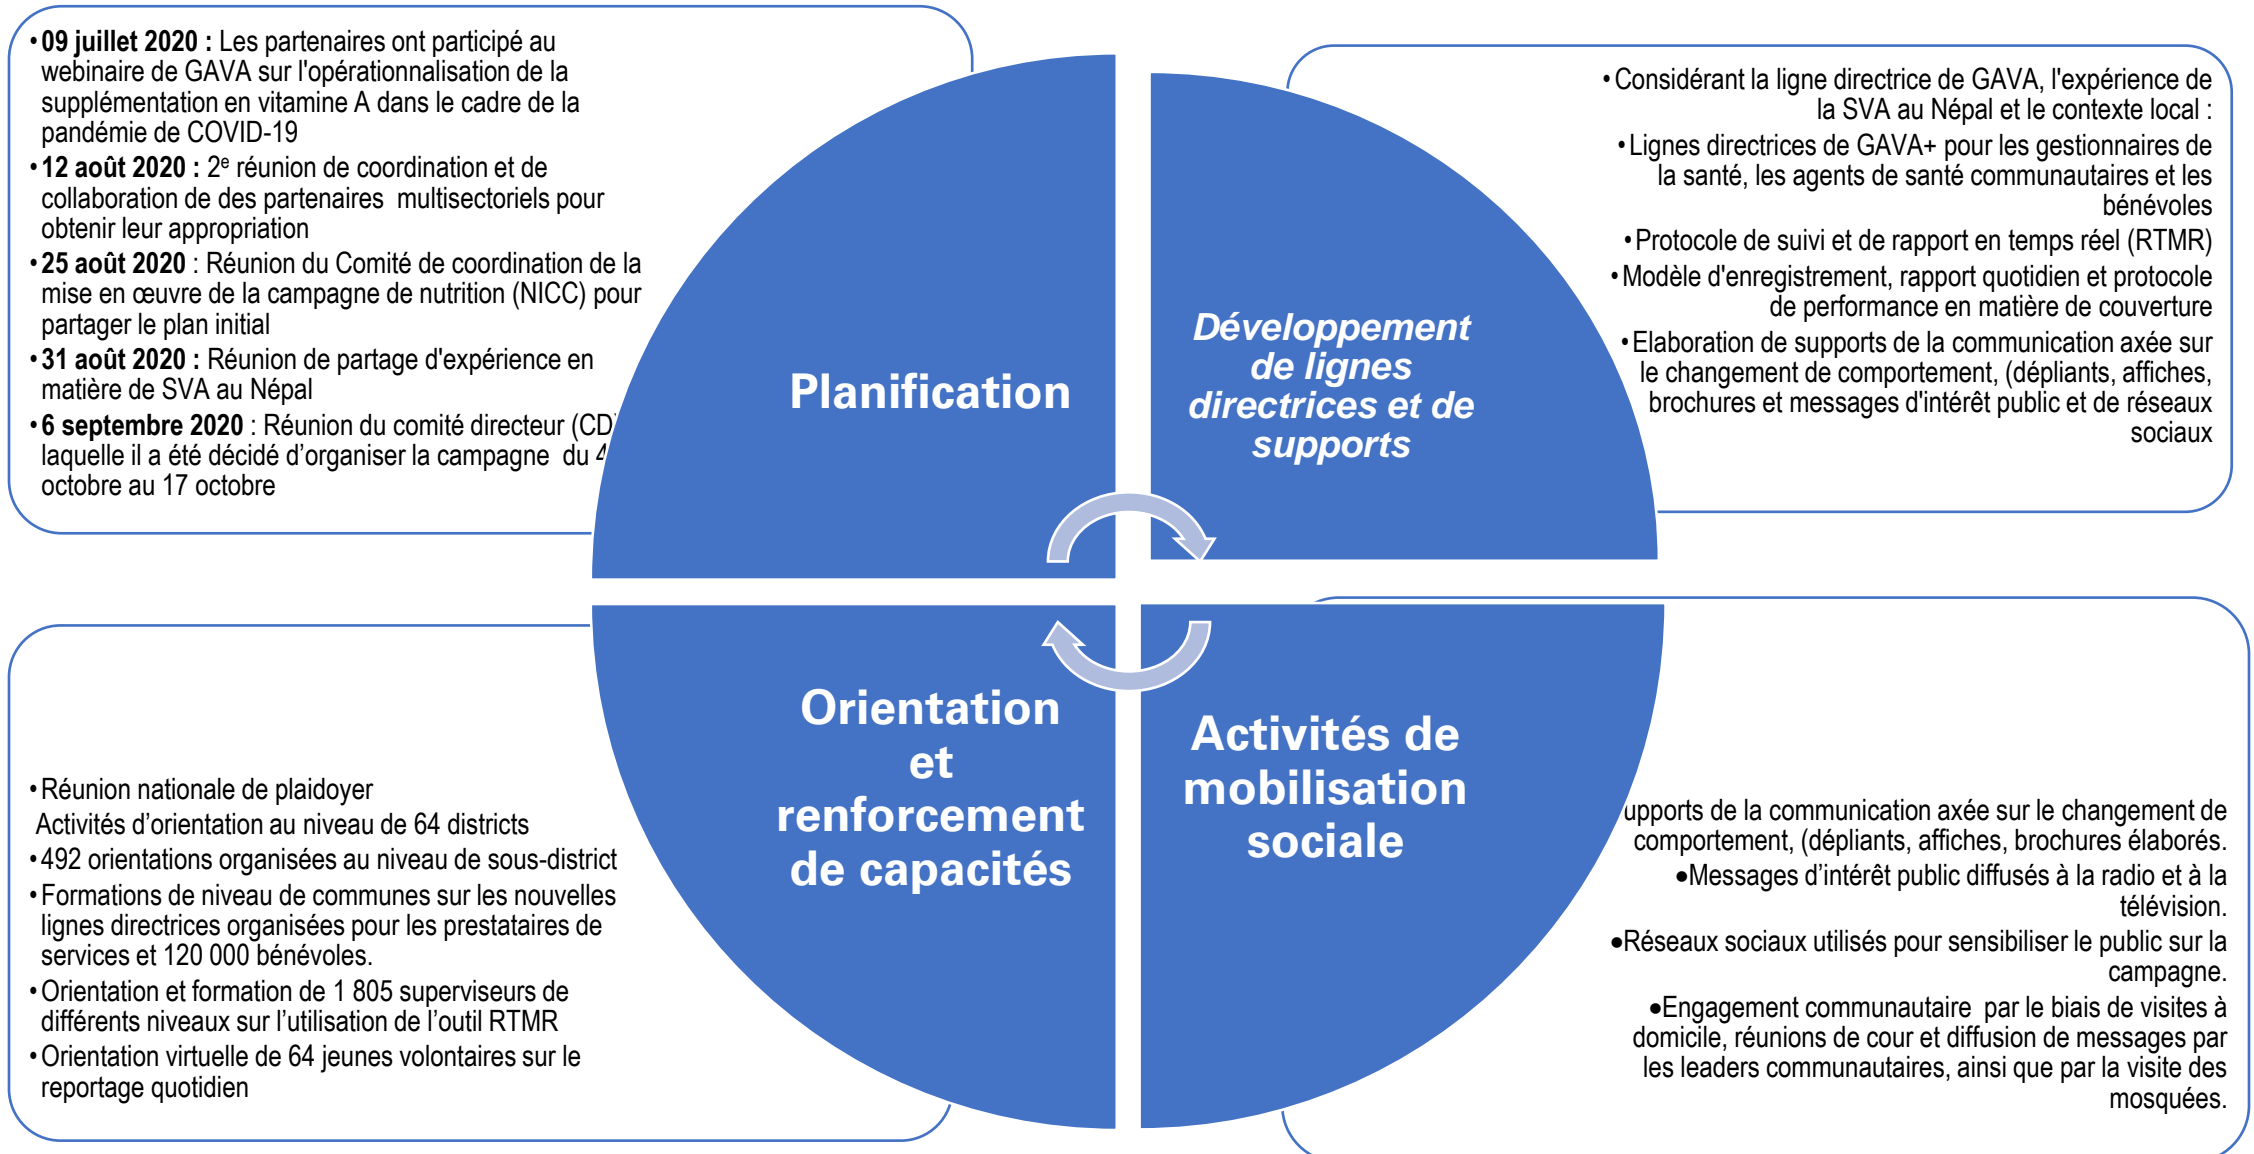 •09 juillet 2020 : Les partenaires ont participé au
webinaire de GAVA sur l'opérationnalisation de la
supplémentation en vitamine A dans le cadre de la
pandémie de COVID-19
•12 août 2020 : 2e réunion de coordination et de
collaboration de des partenaires multisectoriels pour
obtenir leur appropriation
•25 août 2020 : Réunion du Comité de coordination de la
mise en œuvre de la campagne de nutrition (NICC) pour
partager le plan initial
•31 août 2020 : Réunion de partage d'expérience en
matière de SVA au Népal
•6 septembre 2020 : Réunion du comité directeur (CD)
laquelle il a été décidé d’organiser la campagne du 4
octobre au 17 octobre
Planification
Développement
de lignes
directrices et de
supports
•Considérant la ligne directrice de GAVA, l'expérience de
la SVA au Népal et le contexte local :
•Lignes directrices de GAVA+ pour les gestionnaires de
la santé, les agents de santé communautaires et les
bénévoles
•Protocole de suivi et de rapport en temps réel (RTMR)
•Modèle d'enregistrement, rapport quotidien et protocole
de performance en matière de couverture
•Elaboration de supports de la communication axée sur
le changement de comportement, (dépliants, affiches,
brochures et messages d'intérêt public et de réseaux
sociaux
•Réunion nationale de plaidoyer
Activités d’orientation au niveau de 64 districts
•492 orientations organisées au niveau de sous-district
•Formations de niveau de communes sur les nouvelles
lignes directrices organisées pour les prestataires de
services et 120 000 bénévoles.
•Orientation et formation de 1 805 superviseurs de
différents niveaux sur l’utilisation de l’outil RTMR
•Orientation virtuelle de 64 jeunes volontaires sur le
reportage quotidien
Orientation
et
renforcement
de capacités
Activités de
mobilisation
sociale
upports de la communication axée sur le changement de
comportement, (dépliants, affiches, brochures élaborés.
•Messages d’intérêt public diffusés à la radio et à la
télévision.
•Réseaux sociaux utilisés pour sensibiliser le public sur la
campagne.
•Engagement communautaire par le biais de visites à
domicile, réunions de cour et diffusion de messages par
les leaders communautaires, ainsi que par la visite des
mosquées.